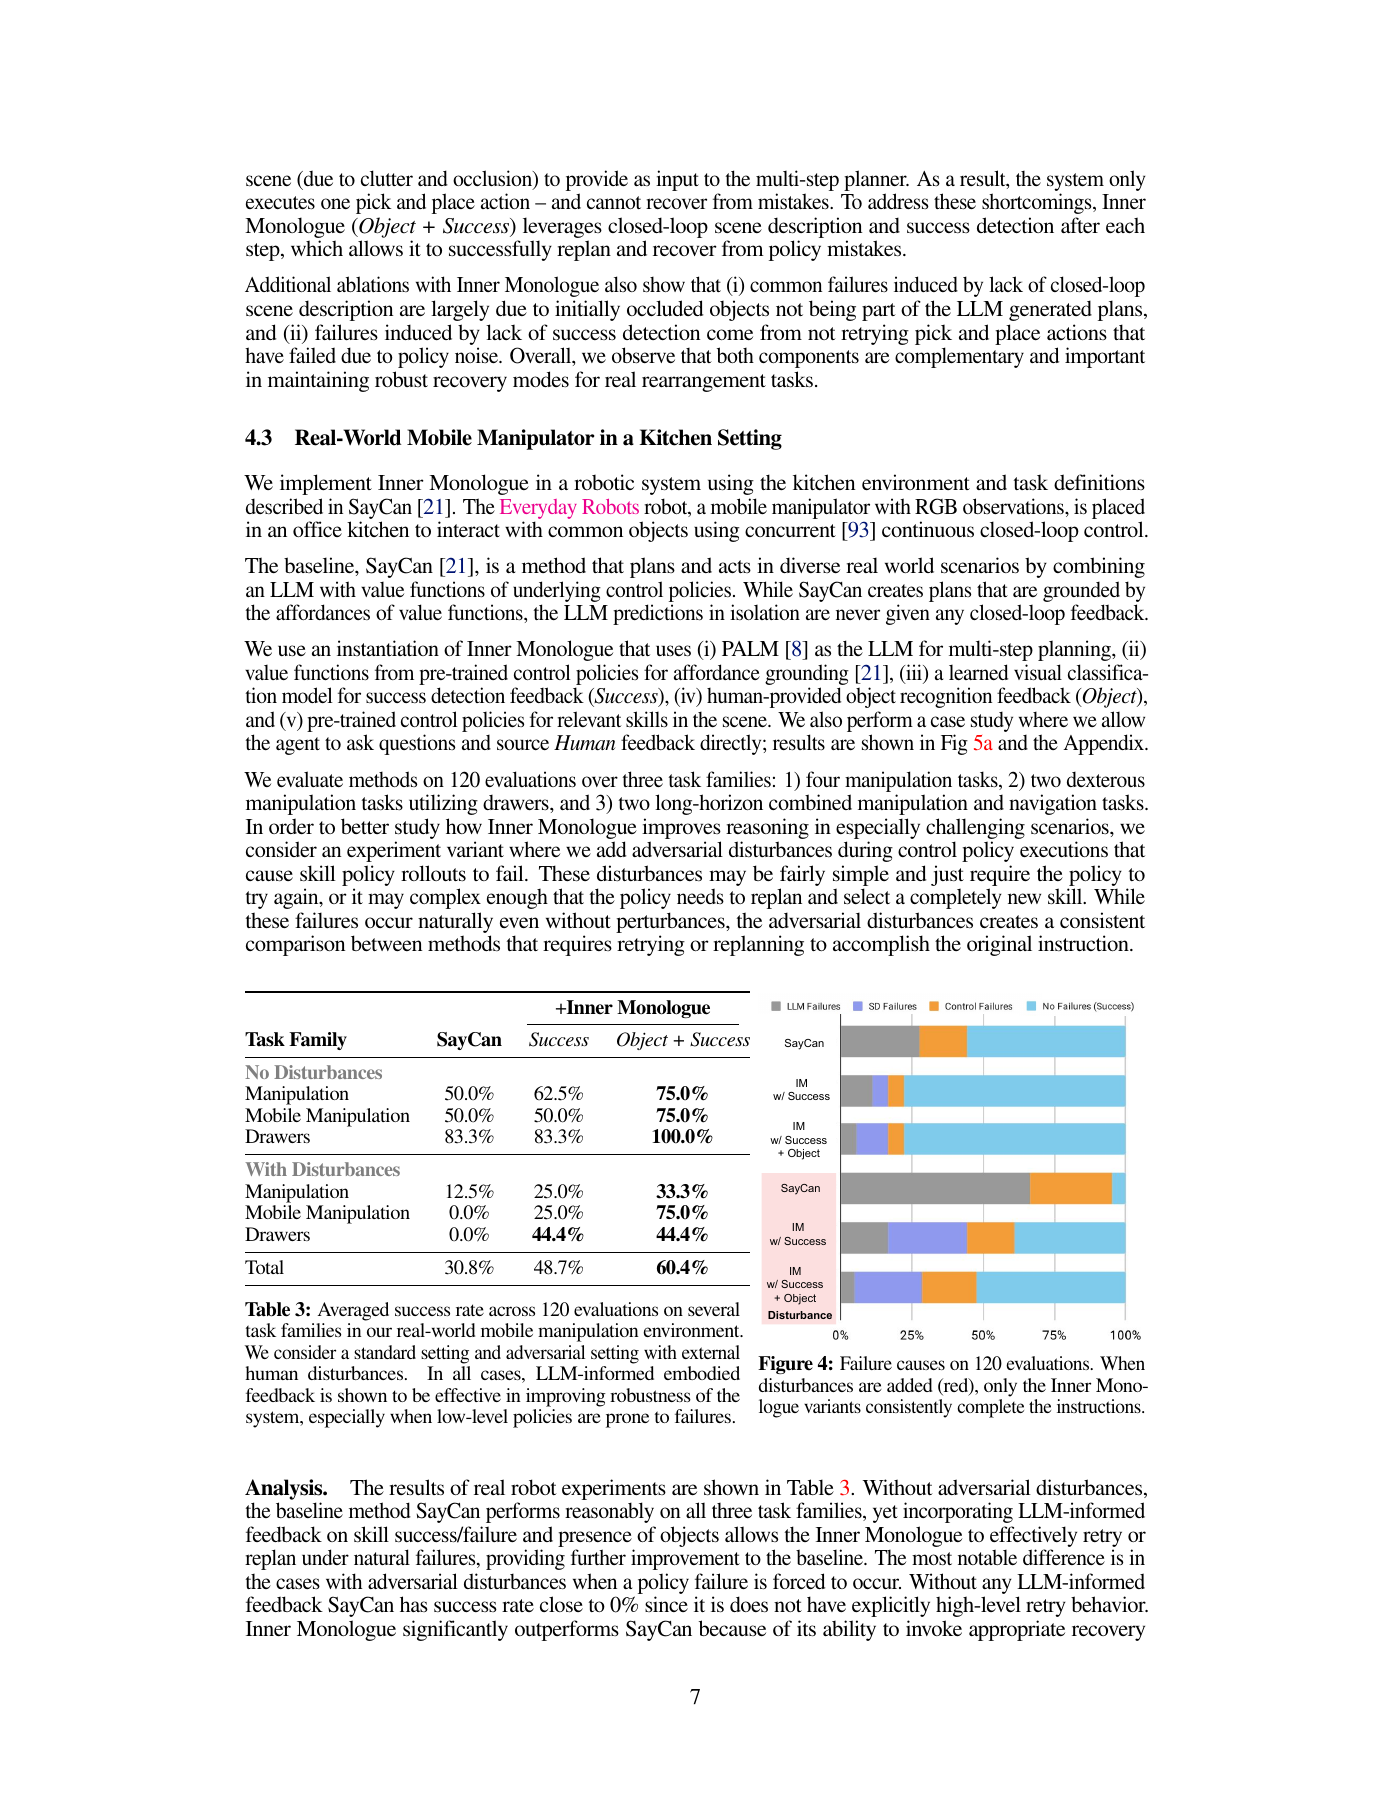 scene (due to clutter and occlusion) to provide as input to the multi-step planner. As a result, the system only
executes one pick and place action – and cannot recover from mistakes. To address these shortcomings, Inner
Monologue (Object + Success) leverages closed-loop scene description and success detection after each
step, which allows it to successfully replan and recover from policy mistakes.
Additional ablations with Inner Monologue also show that (i) common failures induced by lack of closed-loop
scene description are largely due to initially occluded objects not being part of the LLM generated plans,
and (ii) failures induced by lack of success detection come from not retrying pick and place actions that
have failed due to policy noise. Overall, we observe that both components are complementary and important
in maintaining robust recovery modes for real rearrangement tasks.
4.3 Real-World Mobile Manipulator in a Kitchen Setting
We implement Inner Monologue in a robotic system using the kitchen environment and task definitions
described in SayCan [21]. The Everyday Robots robot, a mobile manipulator with RGB observations, is placed
in an office kitchen to interact with common objects using concurrent [93] continuous closed-loop control.
The baseline, SayCan [21], is a method that plans and acts in diverse real world scenarios by combining
an LLM with value functions of underlying control policies. While SayCan creates plans that are grounded by
the affordances of value functions, the LLM predictions in isolation are never given any closed-loop feedback.
We use an instantiation of Inner Monologue that uses (i) PALM [8] as the LLM for multi-step planning, (ii)
value functions from pre-trained control policies for affordance grounding [21], (iii) a learned visual classifica-
tion model for success detection feedback (Success), (iv) human-provided object recognition feedback (Object),
and (v) pre-trained control policies for relevant skills in the scene. We also perform a case study where we allow
the agent to ask questions and source Human feedback directly; results are shown in Fig 5a and the Appendix.
We evaluate methods on 120 evaluations over three task families: 1) four manipulation tasks, 2) two dexterous
manipulation tasks utilizing drawers, and 3) two long-horizon combined manipulation and navigation tasks.
In order to better study how Inner Monologue improves reasoning in especially challenging scenarios, we
consider an experiment variant where we add adversarial disturbances during control policy executions that
cause skill policy rollouts to fail. These disturbances may be fairly simple and just require the policy to
try again, or it may complex enough that the policy needs to replan and select a completely new skill. While
these failures occur naturally even without perturbances, the adversarial disturbances creates a consistent
comparison between methods that requires retrying or replanning to accomplish the original instruction.
+Inner Monologue
Task Family SayCan Success Object + Success
No Disturbances
Manipulation 50.0% 62.5% 75.0%
Mobile Manipulation 50.0% 50.0% 75.0%
Drawers 83.3% 83.3% 100.0%
With Disturbances
Manipulation 12.5% 25.0% 33.3%
Mobile Manipulation 0.0% 25.0% 75.0%
Drawers 0.0% 44.4% 44.4%
Total 30.8% 48.7% 60.4%
Table 3: Averaged success rate across 120 evaluations on several
task families in our real-world mobile manipulation environment.
We consider a standard setting and adversarial setting with external
human disturbances. In all cases, LLM-informed embodied
feedback is shown to be effective in improving robustness of the
system, especially when low-level policies are prone to failures.
LLM Failures SD Failures Control Failures No Failures (Success)
SayCan
IM
w/ Success
IM
w/ Success
+ Object
SayCan
IM
w/ Success
IM
w/ Success
+ Object
Disturbance
0% 25% 50% 75% 100%
Figure 4: Failure causes on 120 evaluations. When
disturbances are added (red), only the Inner Mono-
logue variants consistently complete the instructions.
Analysis. The results of real robot experiments are shown in Table 3. Without adversarial disturbances,
the baseline method SayCan performs reasonably on all three task families, yet incorporating LLM-informed
feedback on skill success/failure and presence of objects allows the Inner Monologue to effectively retry or
replan under natural failures, providing further improvement to the baseline. The most notable difference is in
the cases with adversarial disturbances when a policy failure is forced to occur. Without any LLM-informed
feedback SayCan has success rate close to 0% since it is does not have explicitly high-level retry behavior.
Inner Monologue significantly outperforms SayCan because of its ability to invoke appropriate recovery
7